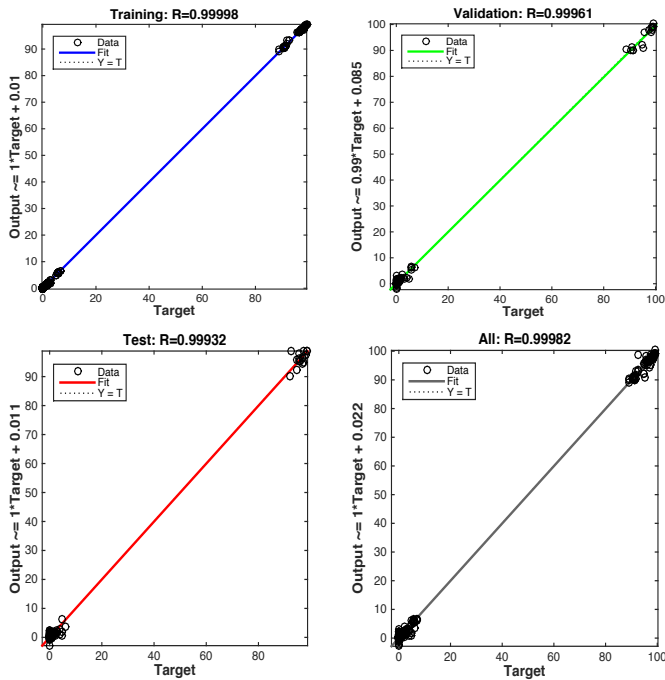 Training: R=0.99998
Data
Fit
Y = T
Output ~= 1*Target + 0.01
90
80
70
60
50
40
30
20
10
0
0 20 40 60 80
Target
Validation: R=0.99961
Data
Fit
Y = T
Output ~= 0.99*Target + 0.085
100
90
80
70
60
50
40
30
20
10
0
0 20 40 60 80 100
Target
Test: R=0.99932
Data
Fit
Y = T
Output ~= 1*Target + 0.011
90
80
70
60
50
40
30
20
10
0
0 20 40 60 80
Target
All: R=0.99982
Data
Fit
Y = T
Output ~= 1*Target + 0.022
100
90
80
70
60
50
40
30
20
10
0
0 20 40 60 80 100
Target